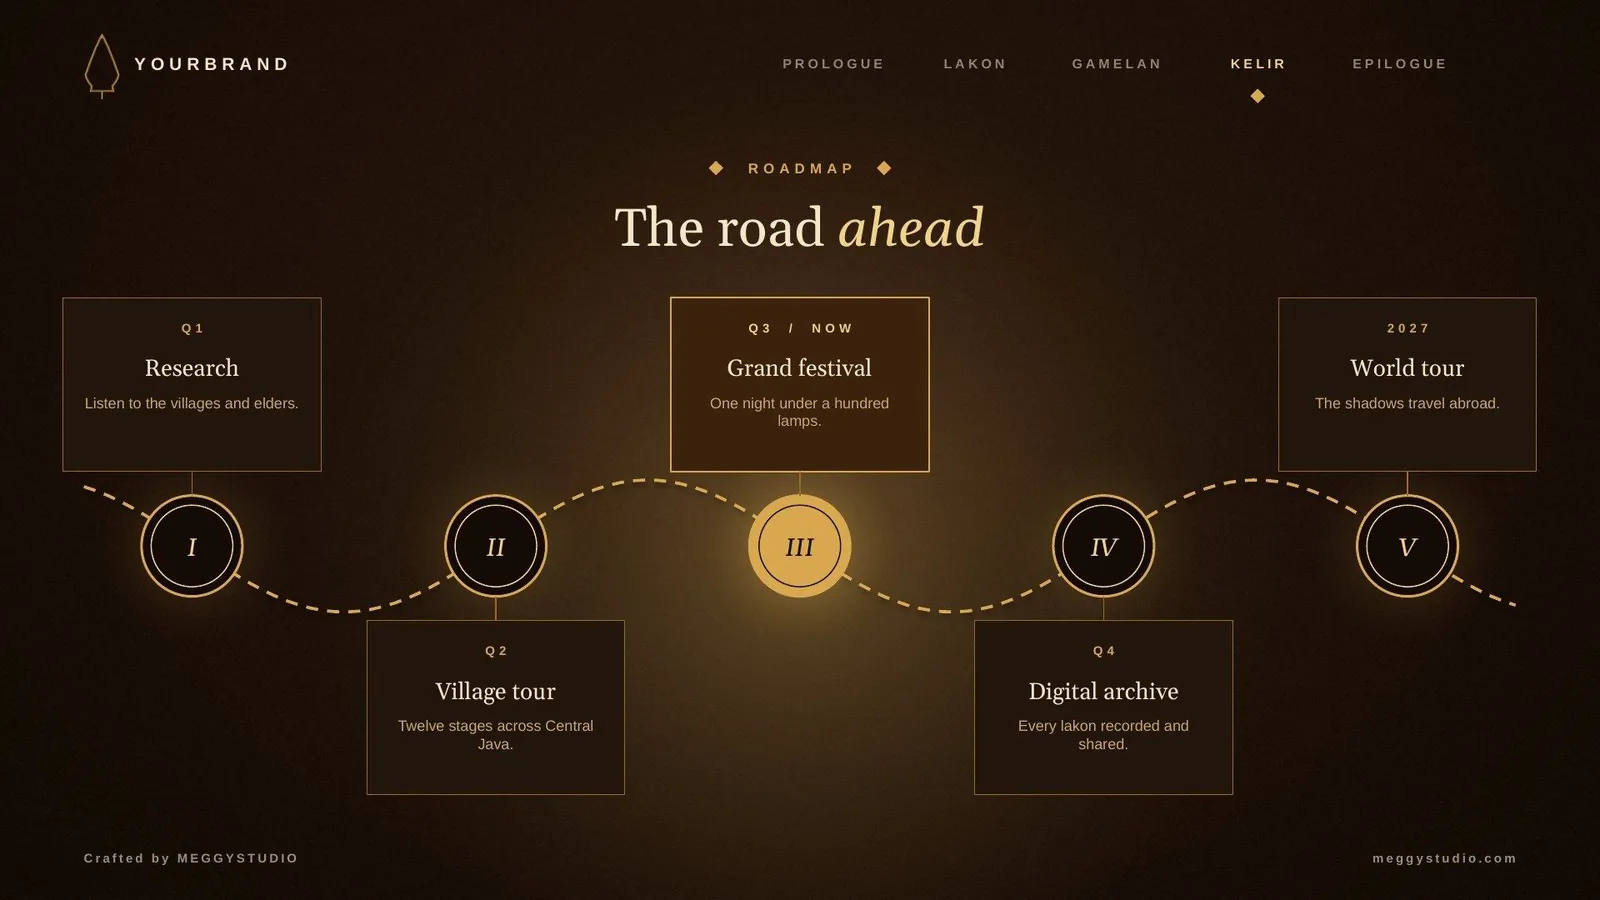 YOURBRAND
PROLOGUE
LAKON
GAMELAN
KELIR
EPILOGUE
ROADMAP
The road ahead
Q1
Research
Listen to the villages and elders.
Q3 / NOW
Grand festival
One night under a hundred
lamps.
2027
World tour
The shadows travel abroad.
I
II
III
IV
V
Q2
Village tour
Twelve stages across Central
Java.
Q4
Digital archive
Every lakon recorded and
shared.
Crafted by MEGGYSTUDIO
meggystudio.com